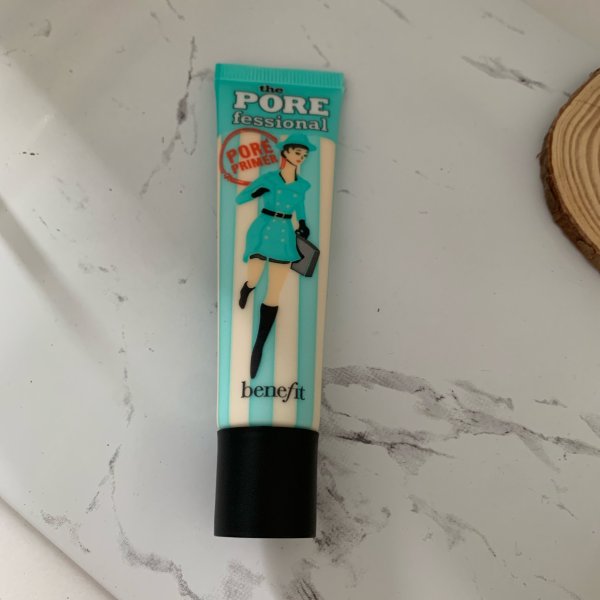 the
PORE
fessional
PORE
PRIMER
benefit